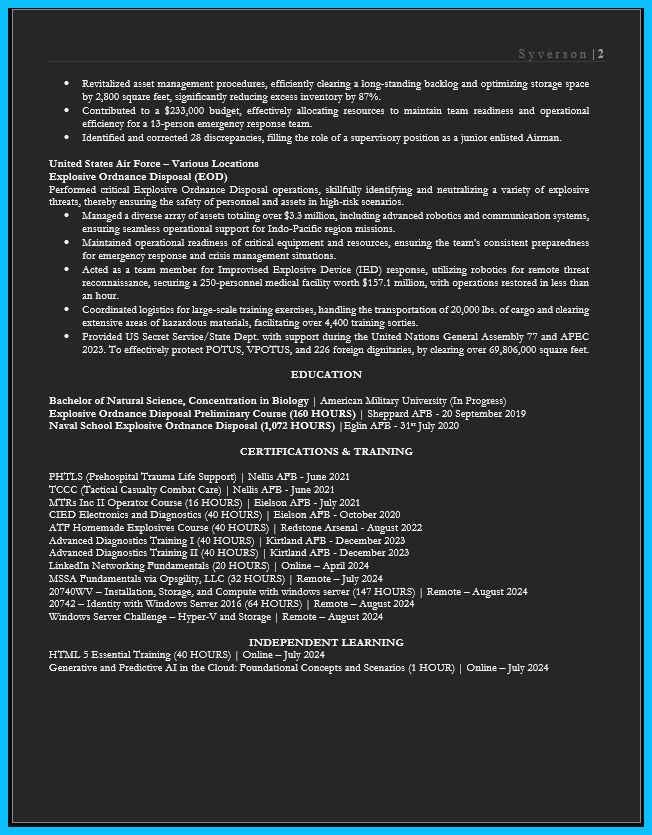 Syverson | 2
• Revitalized asset management procedures, efficiently clearing a long-standing backlog and optimizing storage space
by 2,800 square feet, significantly reducing excess inventory by 87%.
• Contributed to a $233,000 budget, effectively allocating resources to maintain team readiness and operational
efficiency for a 13-person emergency response team.
• Identified and corrected 28 discrepancies, filling the role of a supervisory position as a junior enlisted Airman.
United States Air Force – Various Locations
Explosive Ordnance Disposal (EOD)
Performed critical Explosive Ordnance Disposal operations, skillfully identifying and neutralizing a variety of explosive
threats, thereby ensuring the safety of personnel and assets in high-risk scenarios.
• Managed a diverse array of assets totaling over $3.3 million, including advanced robotics and communication systems,
ensuring seamless operational support for Indo-Pacific region missions.
• Maintained operational readiness of critical equipment and resources, ensuring the team's consistent preparedness
for emergency response and crisis management situations.
• Acted as a team member for Improvised Explosive Device (IED) response, utilizing robotics for remote threat
reconnaissance, securing a 250-personnel medical facility worth $157.1 million, with operations restored in less than
an hour.
• Coordinated logistics for large-scale training exercises, handling the transportation of 20,000 lbs. of cargo and clearing
extensive areas of hazardous materials, facilitating over 4,400 training sorties.
• Provided US Secret Service/State Dept. with support during the United Nations General Assembly 77 and APEC
2023. To effectively protect POTUS, VPOTUS, and 226 foreign dignitaries, by clearing over 69,806,000 square feet.
EDUCATION
Bachelor of Natural Science, Concentration in Biology | American Military University (In Progress)
Explosive Ordnance Disposal Preliminary Course (160 HOURS) | Sheppard AFB - 20 September 2019
Naval School Explosive Ordnance Disposal (1,072 HOURS) |Eglin AFB - 31st July 2020
CERTIFICATIONS & TRAINING
PHTLS (Prehospital Trauma Life Support) | Nellis AFB - June 2021
TCCC (Tactical Casualty Combat Care) | Nellis AFB - June 2021
MTRs Inc II Operator Course (16 HOURS) | Eielson AFB - July 2021
CIED Electronics and Diagnostics (40 HOURS) | Eielson AFB - October 2020
ATF Homemade Explosives Course (40 HOURS) | Redstone Arsenal - August 2022
Advanced Diagnostics Training I (40 HOURS) | Kirtland AFB - December 2023
Advanced Diagnostics Training II (40 HOURS) | Kirtland AFB - December 2023
LinkedIn Networking Fundamentals (20 HOURS) | Online – April 2024
MSSA Fundamentals via Opsgility, LLC (32 HOURS) | Remote – July 2024
20740WV – Installation, Storage, and Compute with windows server (147 HOURS) | Remote – August 2024
20742 – Identity with Windows Server 2016 (64 HOURS) | Remote – August 2024
Windows Server Challenge – Hyper-V and Storage | Remote – August 2024
INDEPENDENT LEARNING
HTML 5 Essential Training (40 HOURS) | Online – July 2024
Generative and Predictive AI in the Cloud: Foundational Concepts and Scenarios (1 HOUR) | Online – July 2024